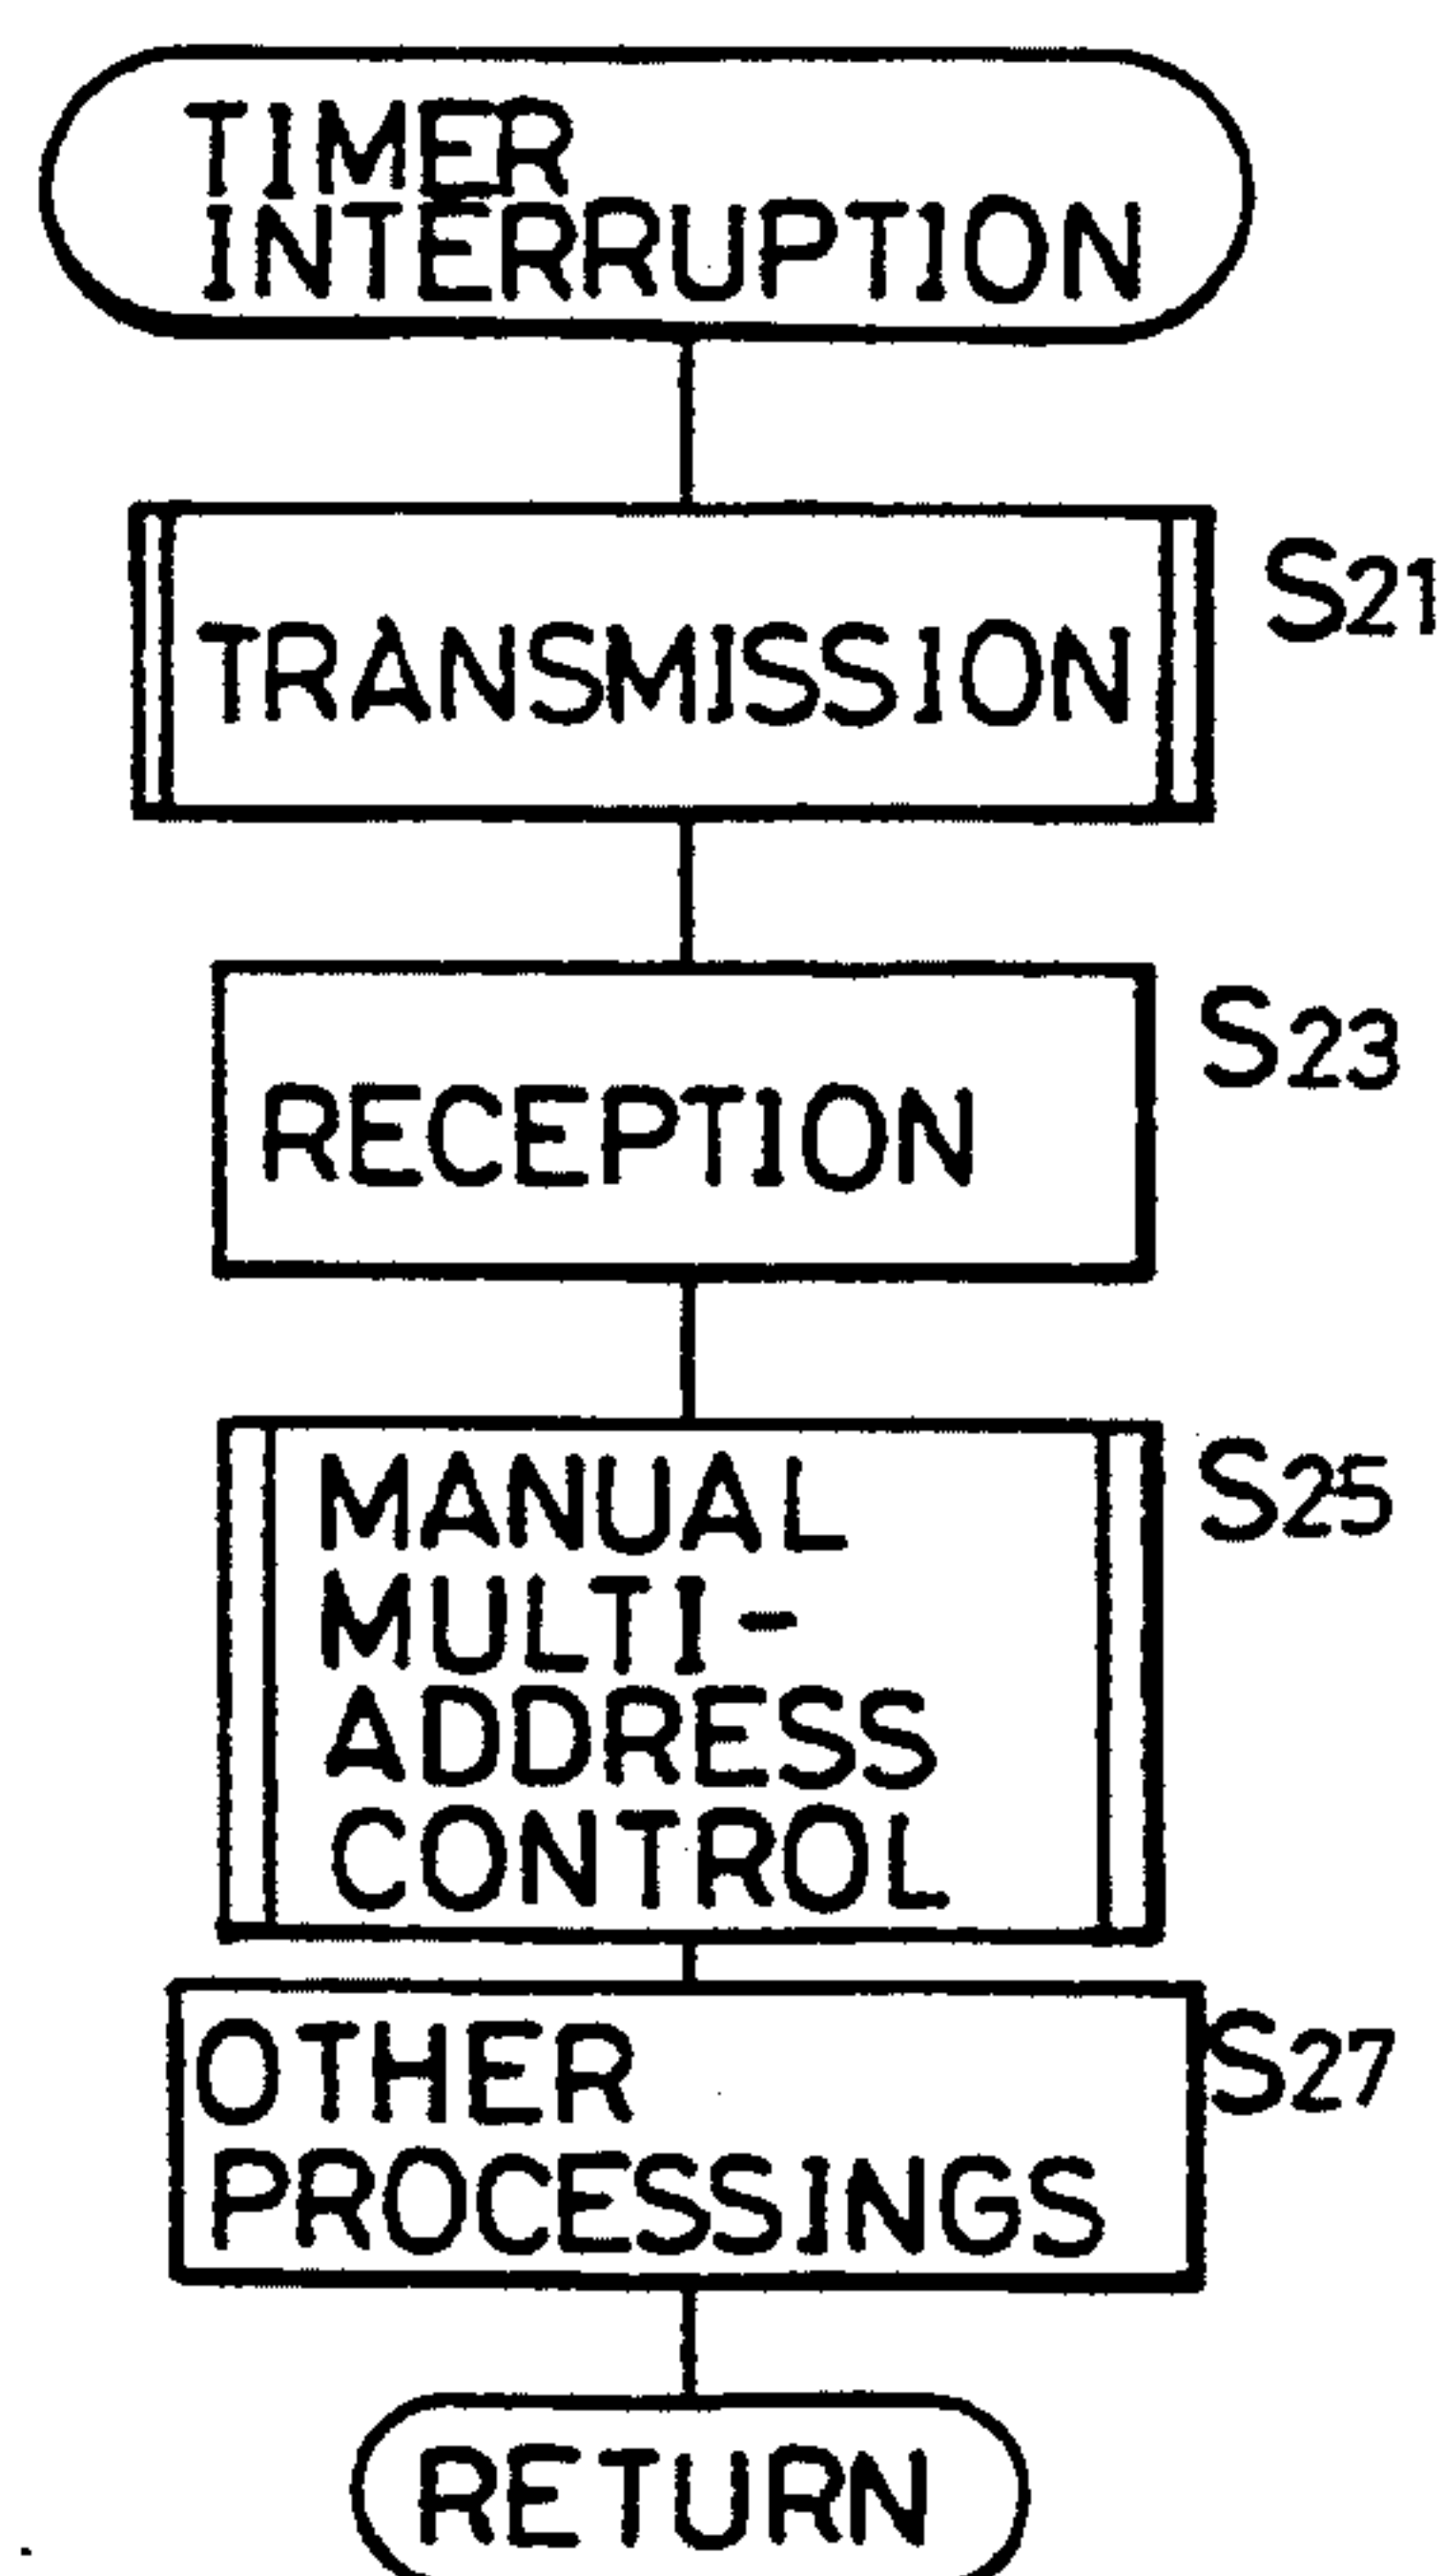 TIMER
INTERRUPTION
TRANSMISSION
S21
RECEPTION
S23
MANUAL
MULTI-
ADDRESS
CONTROL
S25
OTHER
PROCESSINGS
S27
RETURN